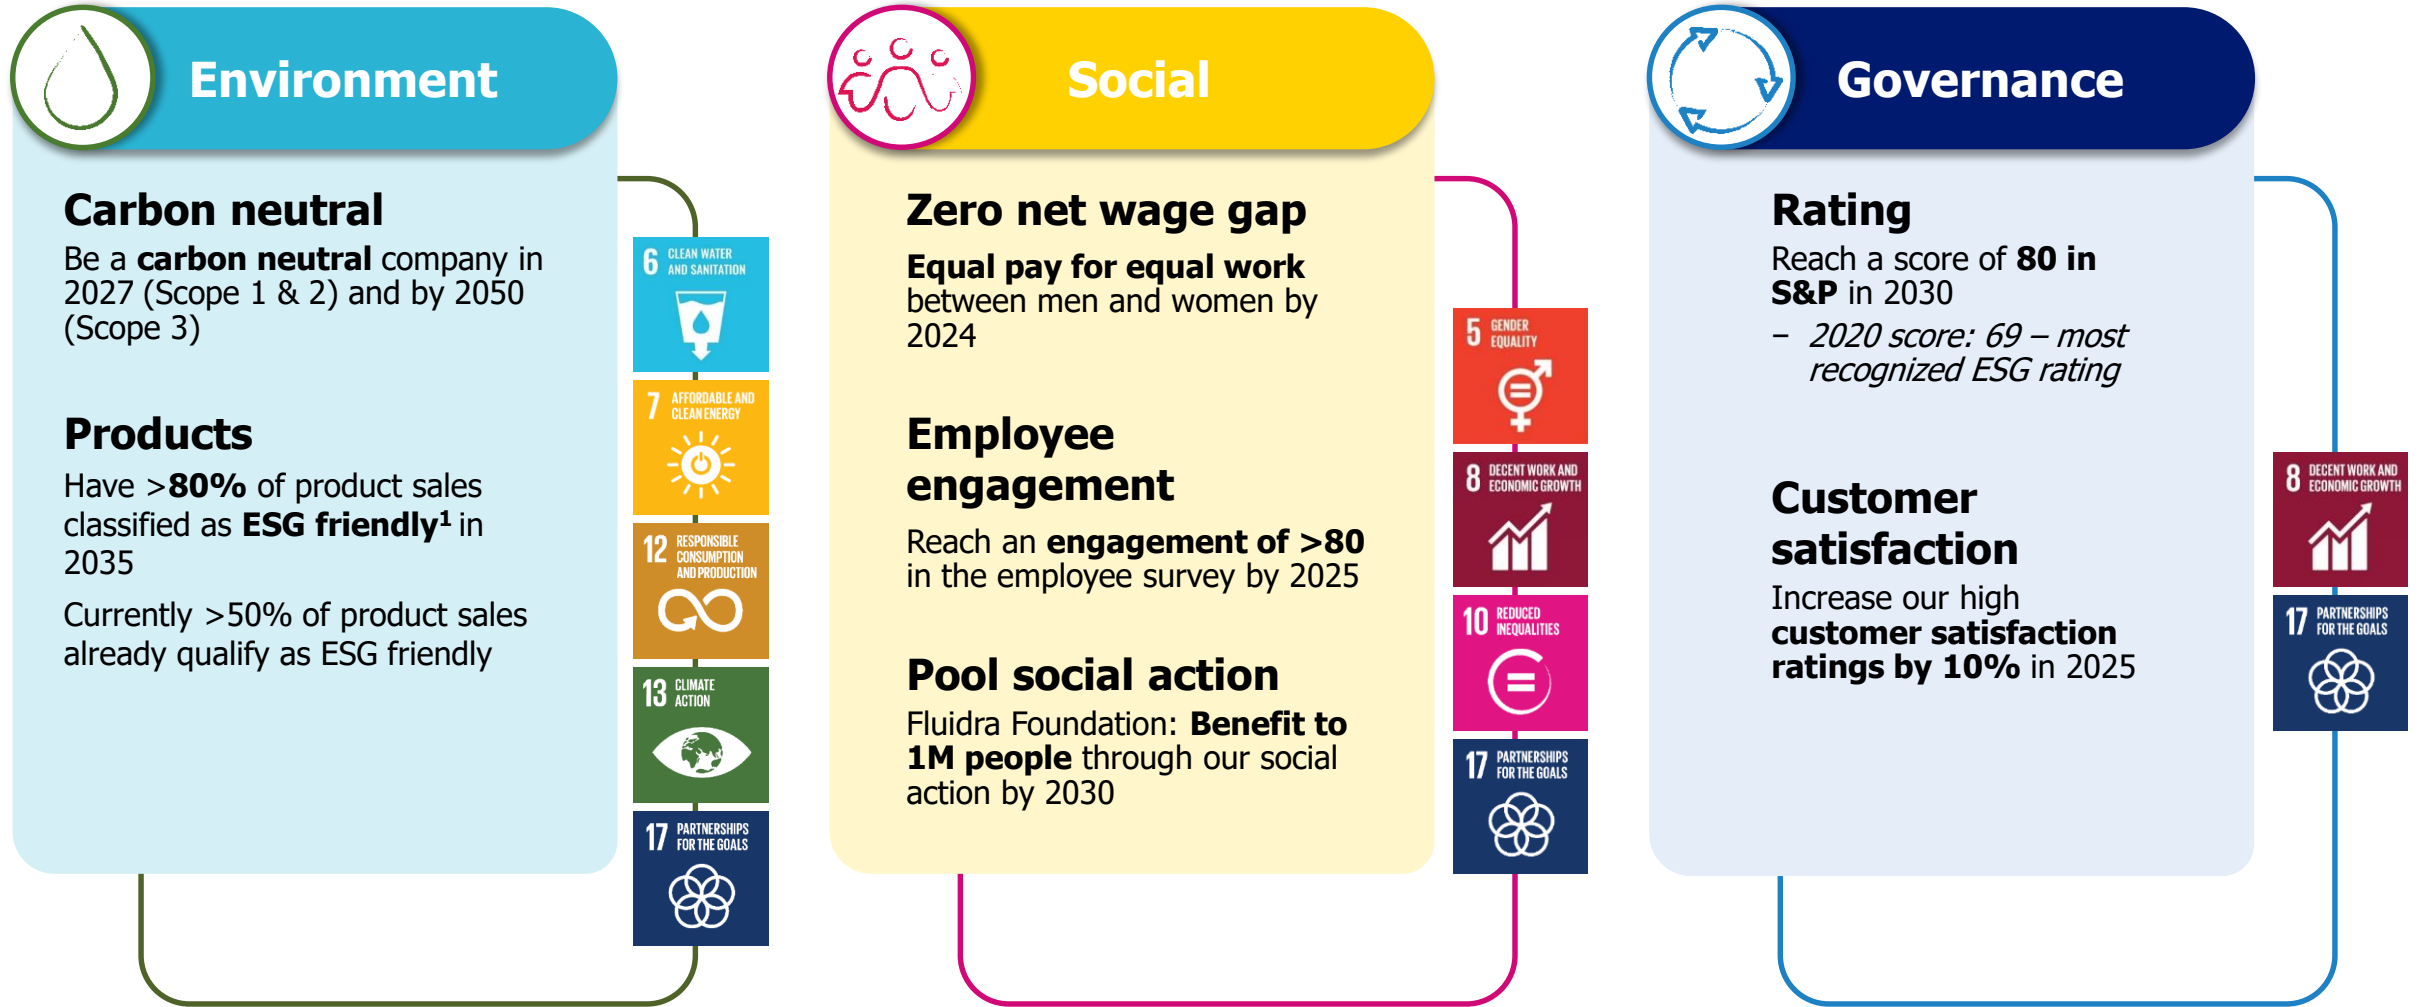 Environment
Carbon neutral
Be a carbon neutral company in
2027 (Scope 1 & 2) and by 2050
(Scope 3)
Products
Have >80% of product sales
classified as ESG friendly¹ in
2035
Currently >50% of product sales
already qualify as ESG friendly
6 CLEAN WATER
AND SANITATION
7 AFFORDABLE AND
CLEAN ENERGY
12 RESPONSIBLE
CONSUMPTION
AND PRODUCTION
13 CLIMATE
ACTION
17 PARTNERSHIPS
FOR THE GOALS
Social
Zero net wage gap
Equal pay for equal work
between men and women by
2024
Employee
engagement
Reach an engagement of >80
in the employee survey by 2025
Pool social action
Fluidra Foundation: Benefit to
1M people through our social
action by 2030
5 GENDER
EQUALITY
8 DECENT WORK AND
ECONOMIC GROWTH
10 REDUCED
INEQUALITIES
17 PARTNERSHIPS
FOR THE GOALS
Governance
Rating
Reach a score of 80 in
S&P in 2030
– 2020 score: 69 – most
recognized ESG rating
Customer
satisfaction
Increase our high
customer satisfaction
ratings by 10% in 2025
8 DECENT WORK AND
ECONOMIC GROWTH
17 PARTNERSHIPS
FOR THE GOALS